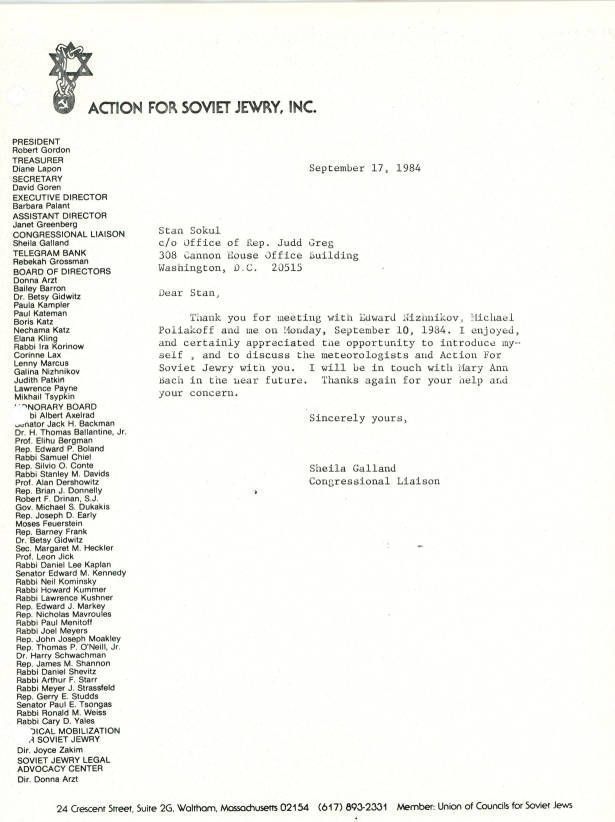 ACTION FOR SOVIET JEWRY, INC.
PRESIDENT
Robert Gordon
TREASURER
Diane Lapon
SECRETARY
David Goren
EXECUTIVE DIRECTOR
Barbara Palant
ASSISTANT DIRECTOR
Janet Greenberg
CONGRESSIONAL LIAISON
Sheila Galland
TELEGRAM BANK
Rebekah Grossman
BOARD OF DIRECTORS
Donna Arzt
Bailey Barron
Dr. Betsy Gidwitz
Paula Kampler
Paul Kateman
Boris Katz
Nechama Katz
Elana Kling
Rabbi Ira Korinow
Corinne Lax
Lenny Marcus
Galina Nizhnikov
Judith Patkin
Lawrence Payne
Mikhail Tsypkin
ONORARY BOARD
bi Albert Axelrad
Senator Jack H. Backman
Dr. H. Thomas Ballantine, Jr.
Prof. Elihu Bergman
Rep. Edward P. Boland
Rabbi Samuel Chiel
Rep. Silvio O. Conte
Rabbi Stanley M. Davids
Prof. Alan Dershowitz
Rep. Brian J. Donnelly
Robert F. Drinan, S.J.
Gov. Michael S. Dukakis
Rep. Joseph D. Early
Moses Feuerstein
Rep. Barney Frank
Dr. Betsy Gidwitz
Sec. Margaret M. Heckler
Prof. Leon Jick
Rabbi Daniel Lee Kaplan
Senator Edward M. Kennedy
Rabbi Neil Kominsky
Rabbi Howard Kummer
Rabbi Lawrence Kushner
Rep. Edward J. Markey
Rep. Nicholas Mavroules
Rabbi Paul Menitoff
Rabbi Joel Meyers
Rep. John Joseph Moakley
Rep. Thomas P. O'Neill, Jr.
Dr. Harry Schwachman
Rep. James M. Shannon
Rabbi Daniel Shevitz
Rabbi Arthur F. Starr
Rabbi Meyer J. Strassfeld
Rep. Gerry E. Studds
Senator Paul E. Tsongas
Rabbi Ronald M. Weiss
Rabbi Cary D. Yales
DICAL MOBILIZATION
R SOVIET JEWRY
Dir. Joyce Zakim
SOVIET JEWRY LEGAL
ADVOCACY CENTER
Dir. Donna Arzt
September 17, 1984
Stan Sokul
c/o Office of Rep. Judd Greg
308 Cannon House Office Building
Washington, D.C. 20515
Dear Stan,
Thank you for meeting with Edward Nizhnikov, Michael
Poliakoff and me on Monday, September 10, 1984. I enjoyed,
and certainly appreciated the opportunity to introduce my-
self , and to discuss the meteorologists and Action For
Soviet Jewry with you. I will be in touch with Mary Ann
Bach in the near future. Thanks again for your help and
your concern.
Sincerely yours,
Sheila Galland
Congressional Liaison
24 Crescent Street, Suite 2G, Waltham, Massachusetts 02154 (617) 893-2331 Member: Union of Councils for Soviet Jews